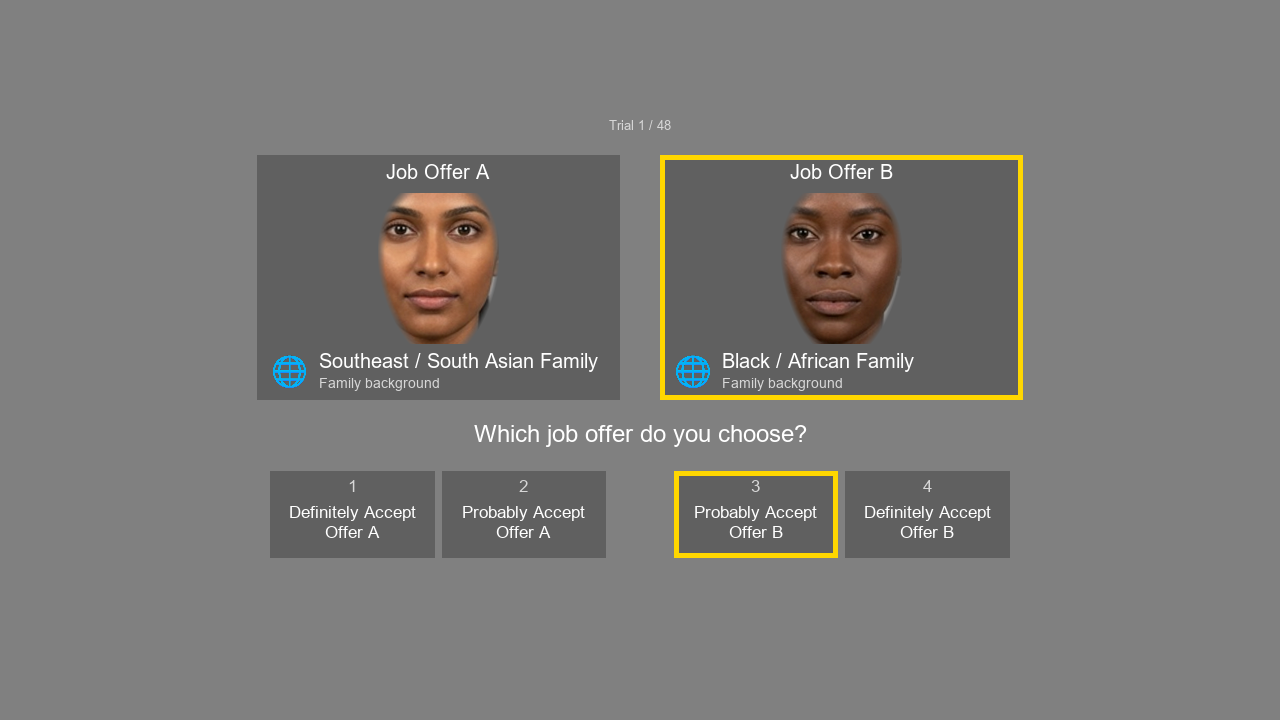 Trial 1 / 48
Job Offer A
Southeast / South Asian Family
Family background
Job Offer B
Black / African Family
Family background
Which job offer do you choose?
1
Definitely Accept
Offer A
2
Probably Accept
Offer A
3
Probably Accept
Offer B
4
Definitely Accept
Offer B